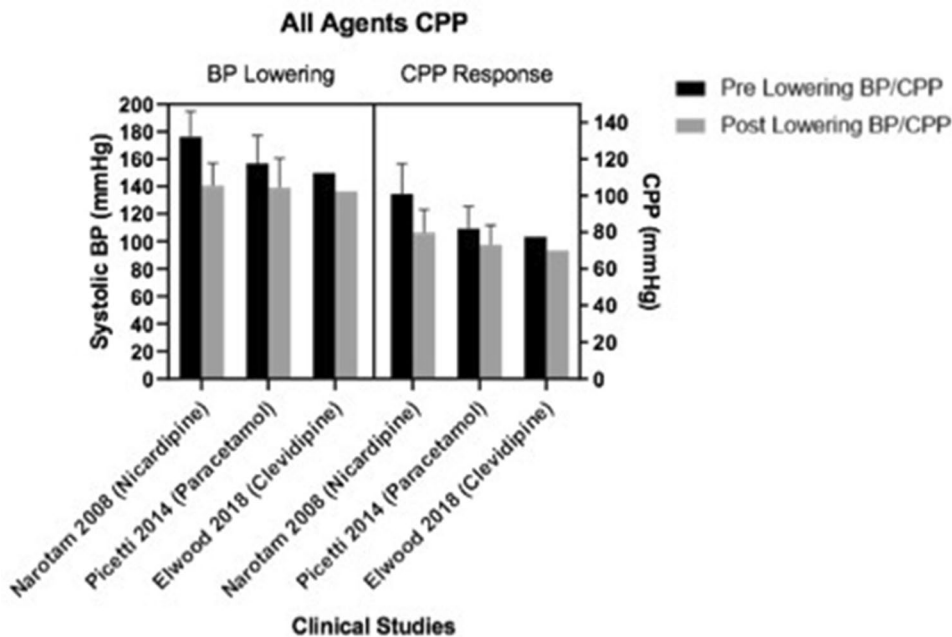 All Agents CPP
BP Lowering
CPP Response
Pre Lowering BP/CPP
Post Lowering BP/CPP
Systolic BP (mmHg)
200
180
160
140
120
100
80
60
40
20
0
140
120
100
80
60
40
20
0
CPP (mmHg)
Narotam 2008 (Nicardipine)
Picetti 2014 (Paracetamol)
Elwood 2018 (Clevidipine)
Narotam 2008 (Nicardipine)
Picetti 2014 (Paracetamol)
Elwood 2018 (Clevidipine)
Clinical Studies